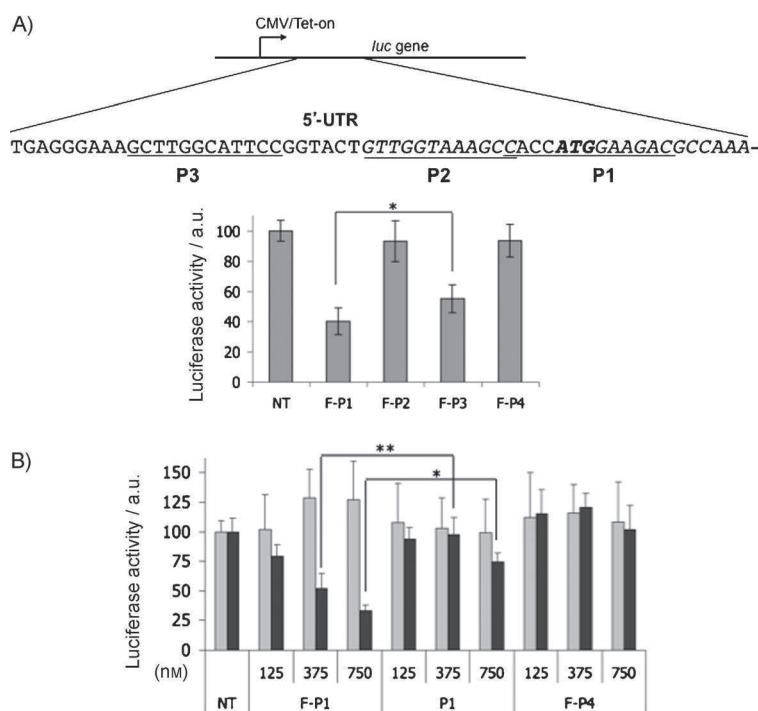 A)
CMV/Tet-on
luc gene
5'-UTR
TGAGGGAAAGCTTGGCATTCCGGTACTGTTGGTAAAGCCACCATGGAAGACGCCAAA-
P3 P2 P1
*
Luciferase activity / a.u.
100
80
60
40
20
0
NT F-P1 F-P2 F-P3 F-P4
B)
**
*
Luciferase activity / a.u.
150
125
100
75
50
25
0
(nM) 125 375 750 125 375 750 125 375 750
NT F-P1 P1 F-P4